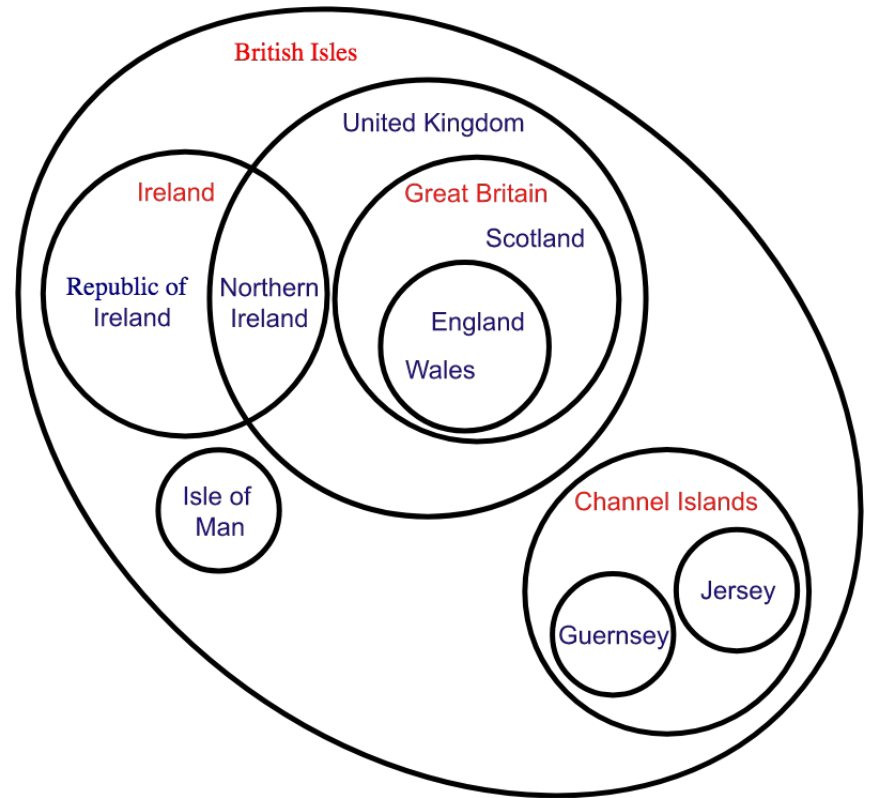 British Isles
United Kingdom
Ireland
Great Britain
Scotland
Republic of
Ireland
Northern
Ireland
England
Wales
Isle of
Man
Channel Islands
Jersey
Guernsey